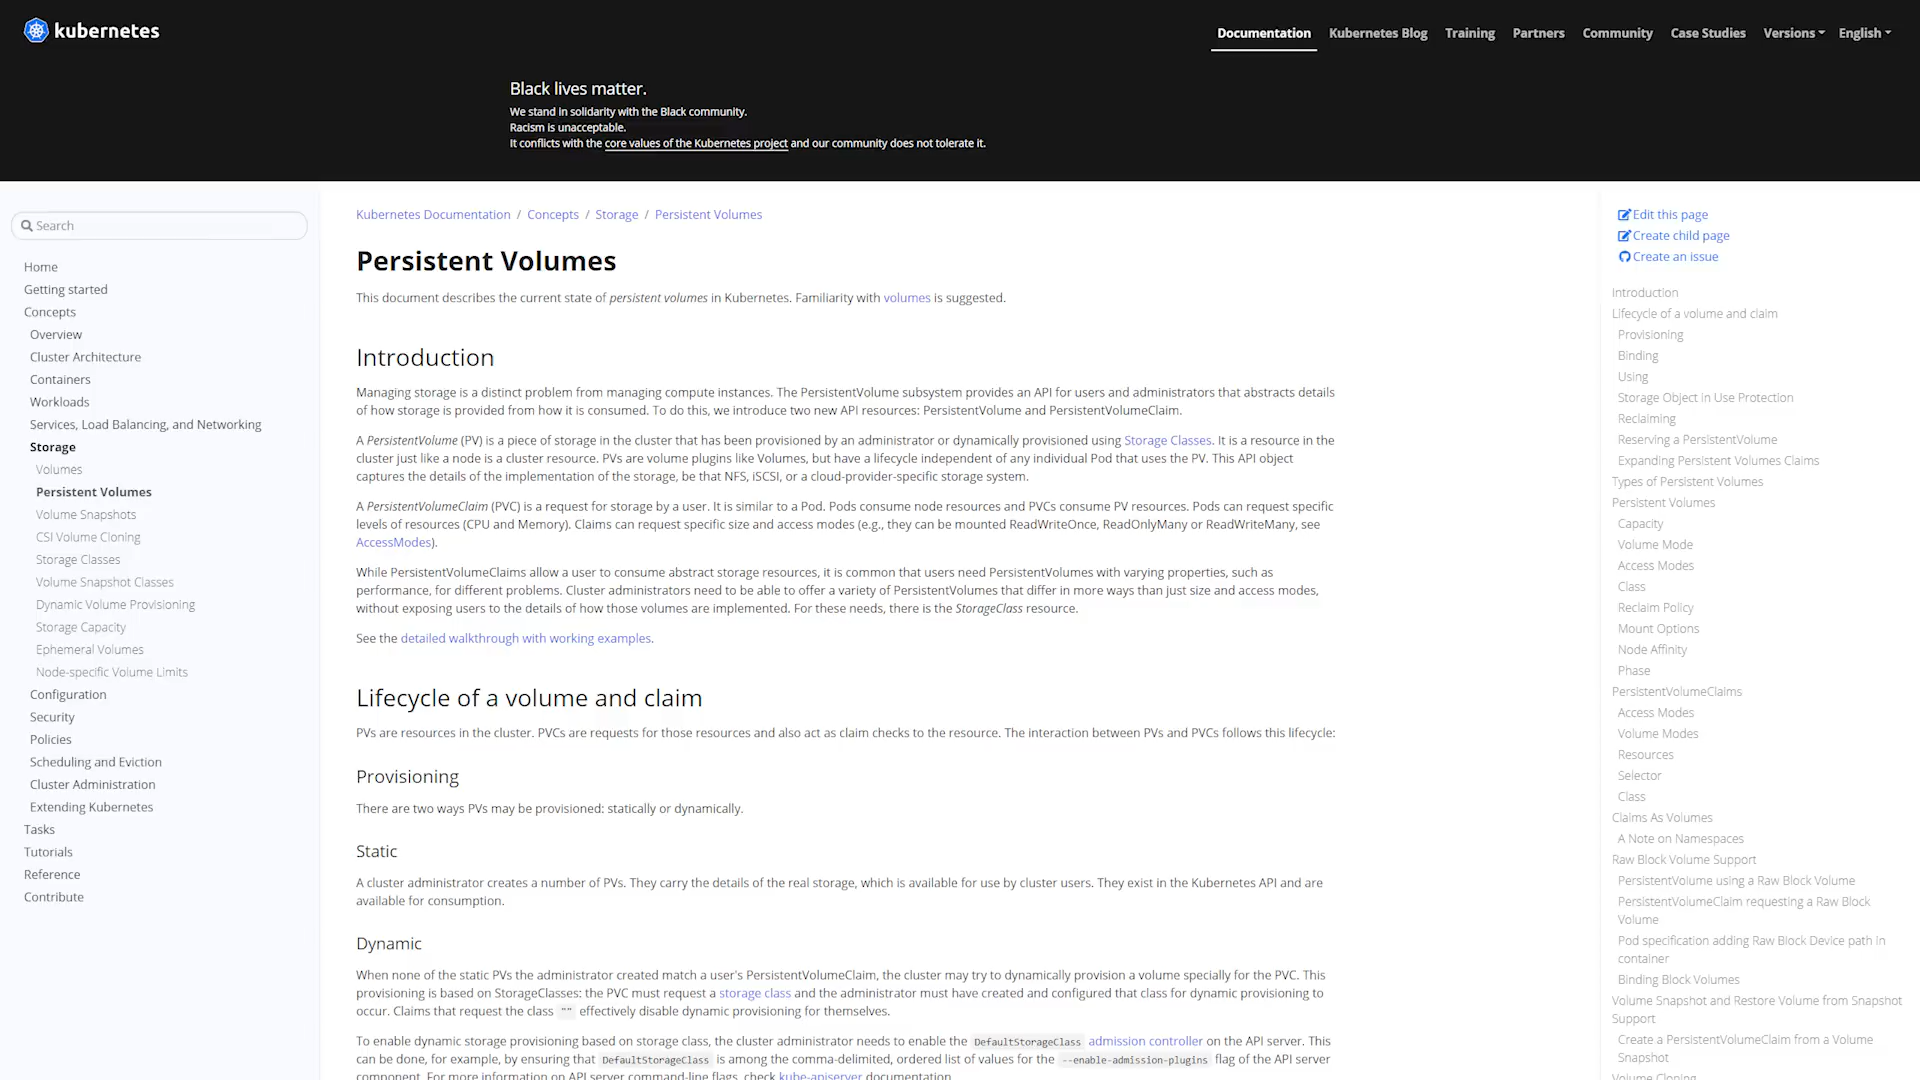 kubernetes
Documentation
Kubernetes Blog
Training
Partners
Community
Case Studies
Versions
English
Black lives matter.
We stand in solidarity with the Black community.
Racism is unacceptable.
It conflicts with the core values of the Kubernetes project and our community does not tolerate it.
Search
Home
Getting started
Concepts
Overview
Cluster Architecture
Containers
Workloads
Services, Load Balancing, and Networking
Storage
Volumes
Persistent Volumes
Volume Snapshots
CSI Volume Cloning
Storage Classes
Volume Snapshot Classes
Dynamic Volume Provisioning
Storage Capacity
Ephemeral Volumes
Node-specific Volume Limits
Configuration
Security
Policies
Scheduling and Eviction
Cluster Administration
Extending Kubernetes
Tasks
Tutorials
Reference
Contribute
Kubernetes Documentation / Concepts / Storage / Persistent Volumes
Persistent Volumes
This document describes the current state of persistent volumes in Kubernetes. Familiarity with volumes is suggested.
Introduction
Managing storage is a distinct problem from managing compute instances. The PersistentVolume subsystem provides an API for users and administrators that abstracts details
of how storage is provided from how it is consumed. To do this, we introduce two new API resources: PersistentVolume and PersistentVolumeClaim.
A PersistentVolume (PV) is a piece of storage in the cluster that has been provisioned by an administrator or dynamically provisioned using Storage Classes. It is a resource in the
cluster just like a node is a cluster resource. PVs are volume plugins like Volumes, but have a lifecycle independent of any individual Pod that uses the PV. This API object
captures the details of the implementation of the storage, be that NFS, iSCSI, or a cloud-provider-specific storage system.
A PersistentVolumeClaim (PVC) is a request for storage by a user. It is similar to a Pod. Pods consume node resources and PVCs consume PV resources. Pods can request specific
levels of resources (CPU and Memory). Claims can request specific size and access modes (e.g., they can be mounted ReadWriteOnce, ReadOnlyMany or ReadWriteMany, see
AccessModes).
While PersistentVolumeClaims allow a user to consume abstract storage resources, it is common that users need PersistentVolumes with varying properties, such as
performance, for different problems. Cluster administrators need to be able to offer a variety of PersistentVolumes that differ in more ways than just size and access modes,
without exposing users to the details of how those volumes are implemented. For these needs, there is the StorageClass resource.
See the detailed walkthrough with working examples.
Lifecycle of a volume and claim
PVs are resources in the cluster. PVCs are requests for those resources and also act as claim checks to the resource. The interaction between PVs and PVCs follows this lifecycle:
Provisioning
There are two ways PVs may be provisioned: statically or dynamically.
Static
A cluster administrator creates a number of PVs. They carry the details of the real storage, which is available for use by cluster users. They exist in the Kubernetes API and are
available for consumption.
Dynamic
When none of the static PVs the administrator created match a user's PersistentVolumeClaim, the cluster may try to dynamically provision a volume specially for the PVC. This
provisioning is based on StorageClasses: the PVC must request a storage class and the administrator must have created and configured that class for dynamic provisioning to
occur. Claims that request the class "" effectively disable dynamic provisioning for themselves.
To enable dynamic storage provisioning based on storage class, the cluster administrator needs to enable the DefaultStorageClass admission controller on the API server. This
can be done, for example, by ensuring that DefaultStorageClass is among the comma-delimited, ordered list of values for the --enable-admission-plugins flag of the API server
component. For more information on API server command-line flags, check kube-apiserver documentation.
Edit this page
Create child page
Create an issue
Introduction
Lifecycle of a volume and claim
Provisioning
Binding
Using
Storage Object in Use Protection
Reclaiming
Reserving a PersistentVolume
Expanding Persistent Volumes Claims
Types of Persistent Volumes
Persistent Volumes
Capacity
Volume Mode
Access Modes
Class
Reclaim Policy
Mount Options
Node Affinity
Phase
PersistentVolumeClaims
Access Modes
Volume Modes
Resources
Selector
Class
Claims As Volumes
A Note on Namespaces
Raw Block Volume Support
PersistentVolume using a Raw Block Volume
PersistentVolumeClaim requesting a Raw Block
Volume
Pod specification adding Raw Block Device path in
container
Binding Block Volumes
Volume Snapshot and Restore Volume from Snapshot
Support
Create a PersistentVolumeClaim from a Volume
Snapshot
Volume Cloning